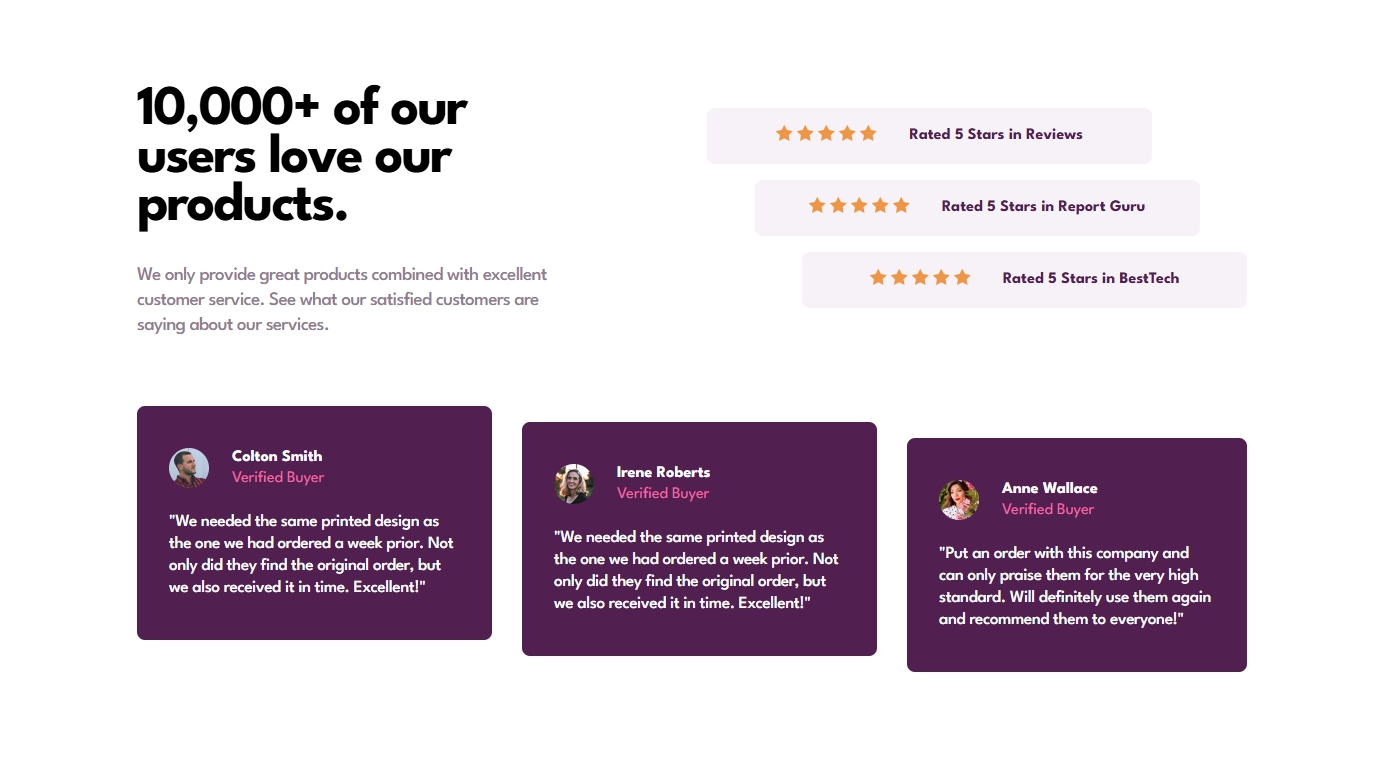 10,000+ of our
users love our
products.
We only provide great products combined with excellent
customer service. See what our satisfied customers are
saying about our services.
Rated 5 Stars in Reviews
Rated 5 Stars in Report Guru
Rated 5 Stars in BestTech
Colton Smith
Verified Buyer
"We needed the same printed design as
the one we had ordered a week prior. Not
only did they find the original order, but
we also received it in time. Excellent!"
Irene Roberts
Verified Buyer
"We needed the same printed design as
the one we had ordered a week prior. Not
only did they find the original order, but
we also received it in time. Excellent!"
Anne Wallace
Verified Buyer
"Put an order with this company and
can only praise them for the very high
standard. Will definitely use them again
and recommend them to everyone!"